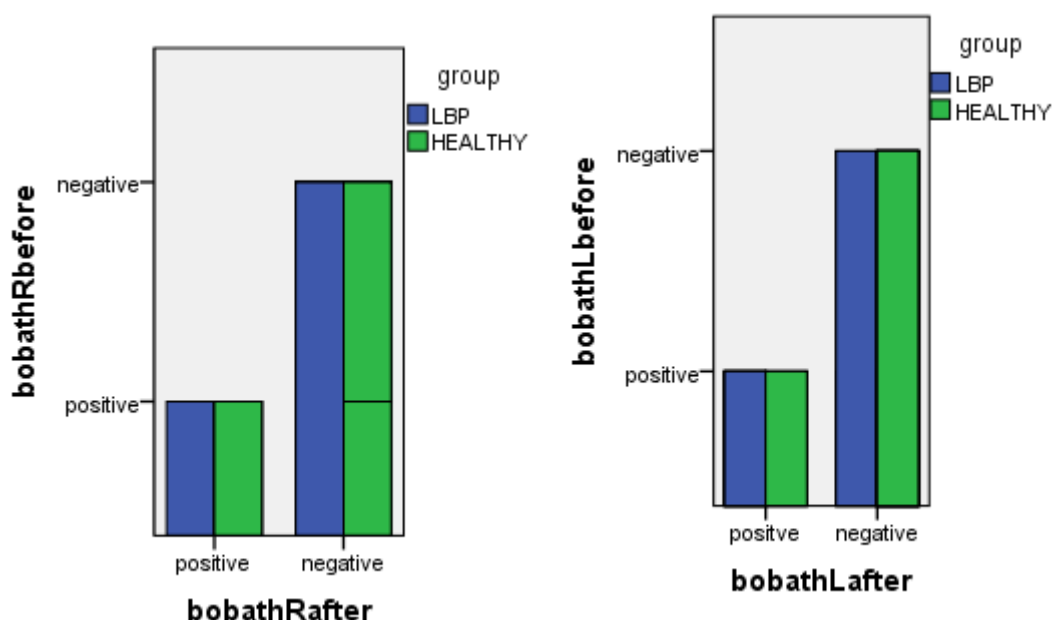 group
LBP
HEALTHY
bobathRbefore
negative
positive
positive
negative
bobathRafter
group
LBP
HEALTHY
bobathLbefore
negative
positive
positve
negative
bobathLafter